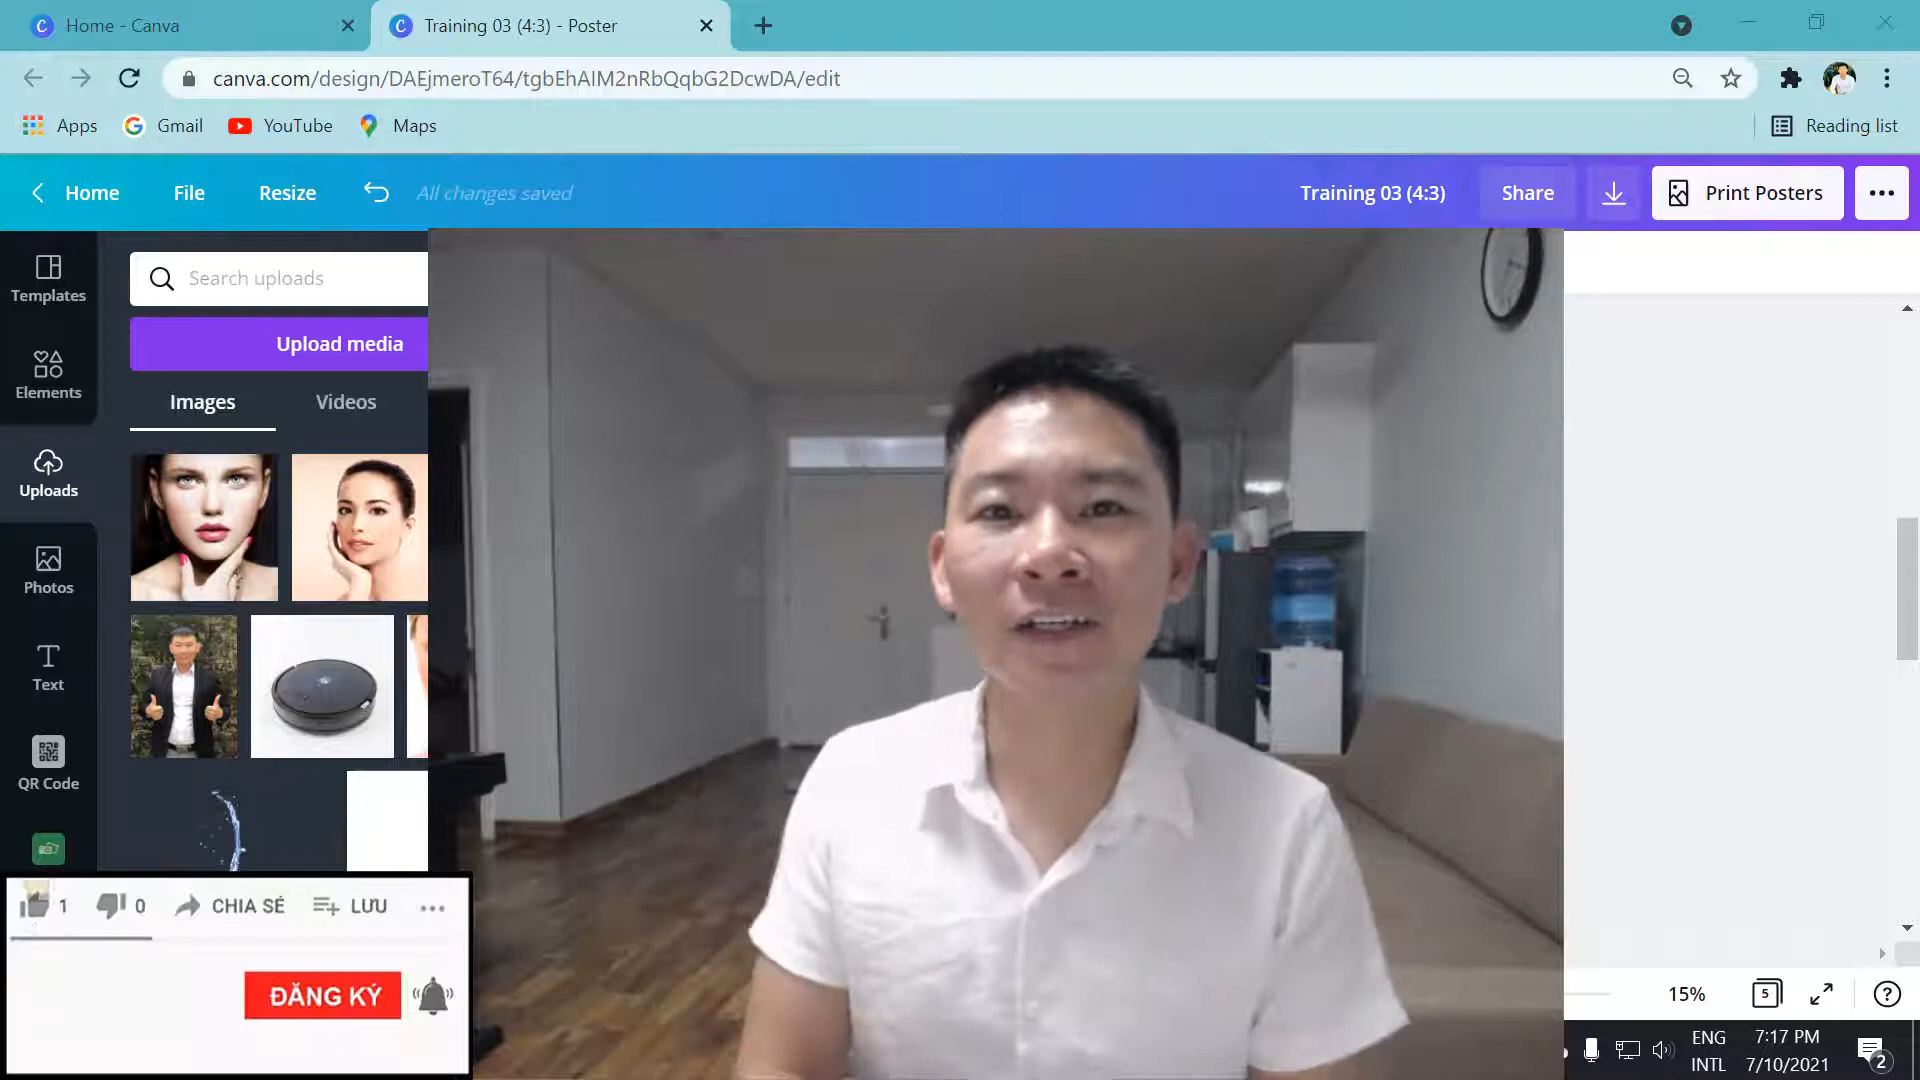 Home - Canva
Training 03 (4:3) - Poster
canva.com/design/DAEjmeroT64/tgbEhAIM2nRbQqbG2DcwDA/edit
Apps
Gmail
YouTube
Maps
Reading list
Home
File
Resize
All changes saved
Training 03 (4:3)
Share
Print Posters
Templates
Search uploads
Upload media
Elements
Images
Videos
Uploads
Photos
Text
QR Code
1
0
CHIA SẺ
LƯU
ĐĂNG KÝ
15%
5
ENG
INTL
7:17 PM
7/10/2021
2